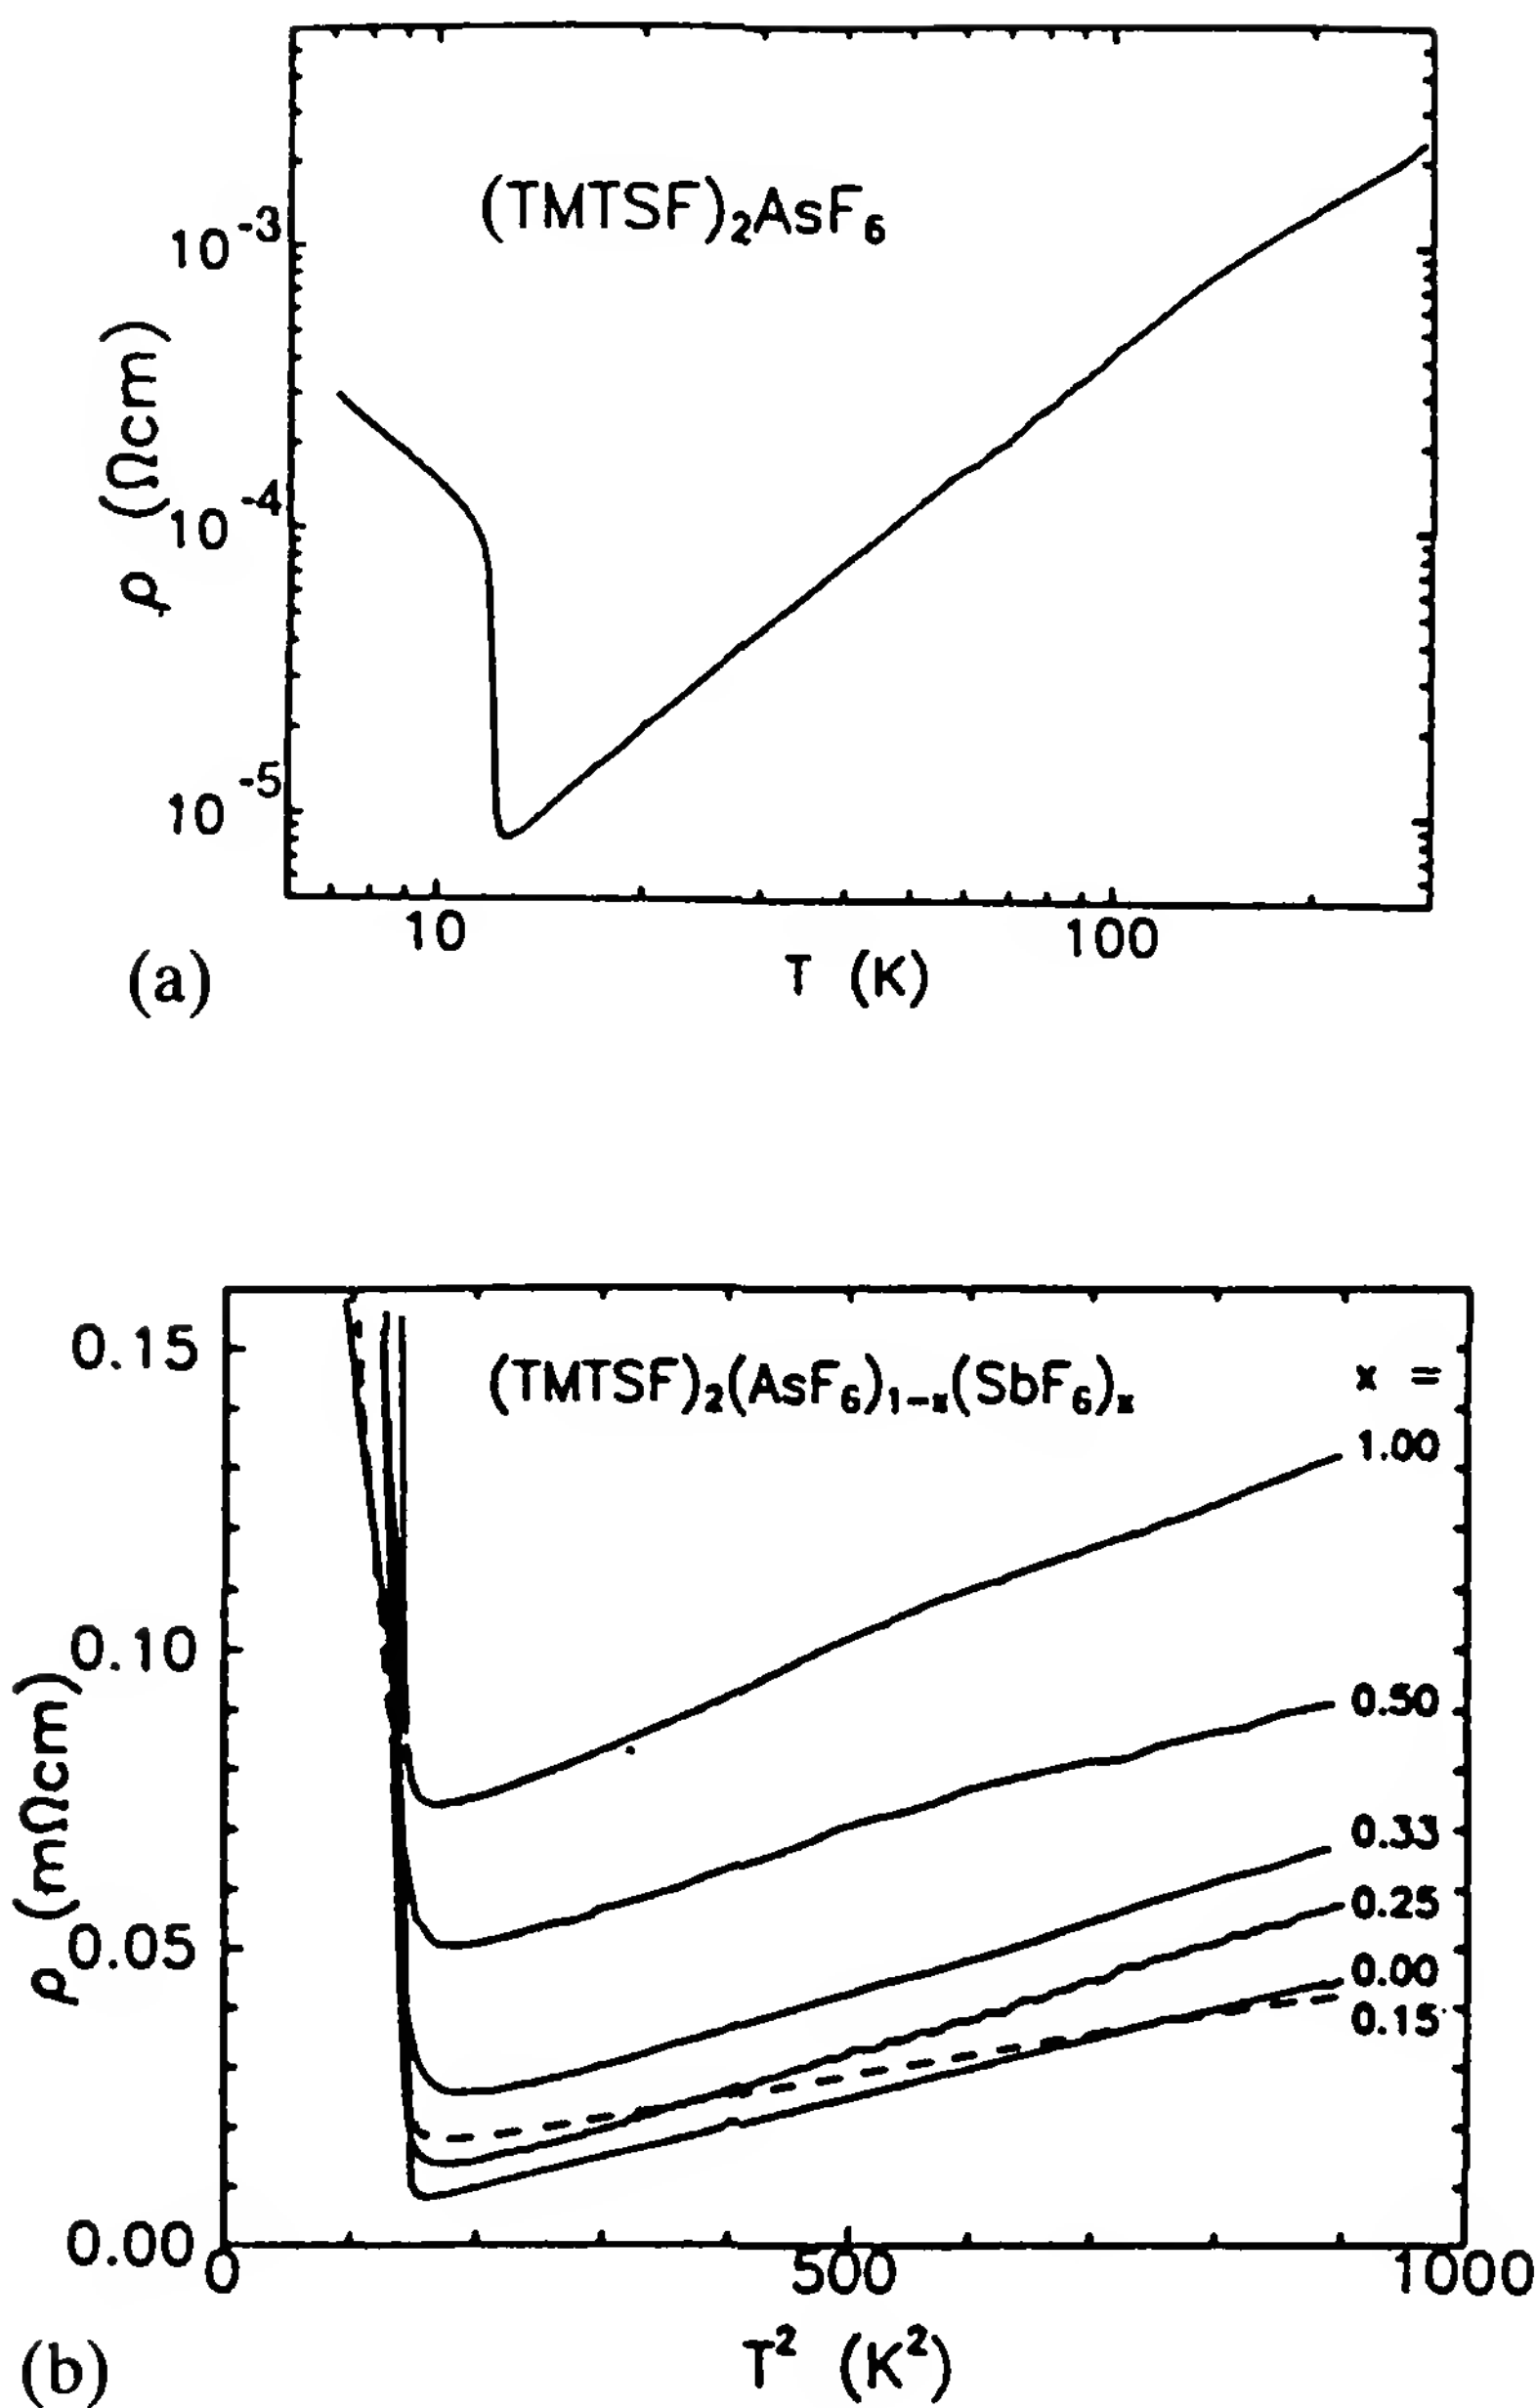 (TMTSF)₂AsF₆
10⁻³
10⁻⁴
10⁻⁵
ρ (Ωcm)
10
100
T (K)
(a)
0.15
(TMTSF)₂(AsF₆)₁₋ₓ(SbF₆)ₓ
x =
1.00
0.10
0.50
0.33
0.25
0.05
0.00
0.15
0.00
ρ (mΩcm)
0
500
1000
T² (K²)
(b)